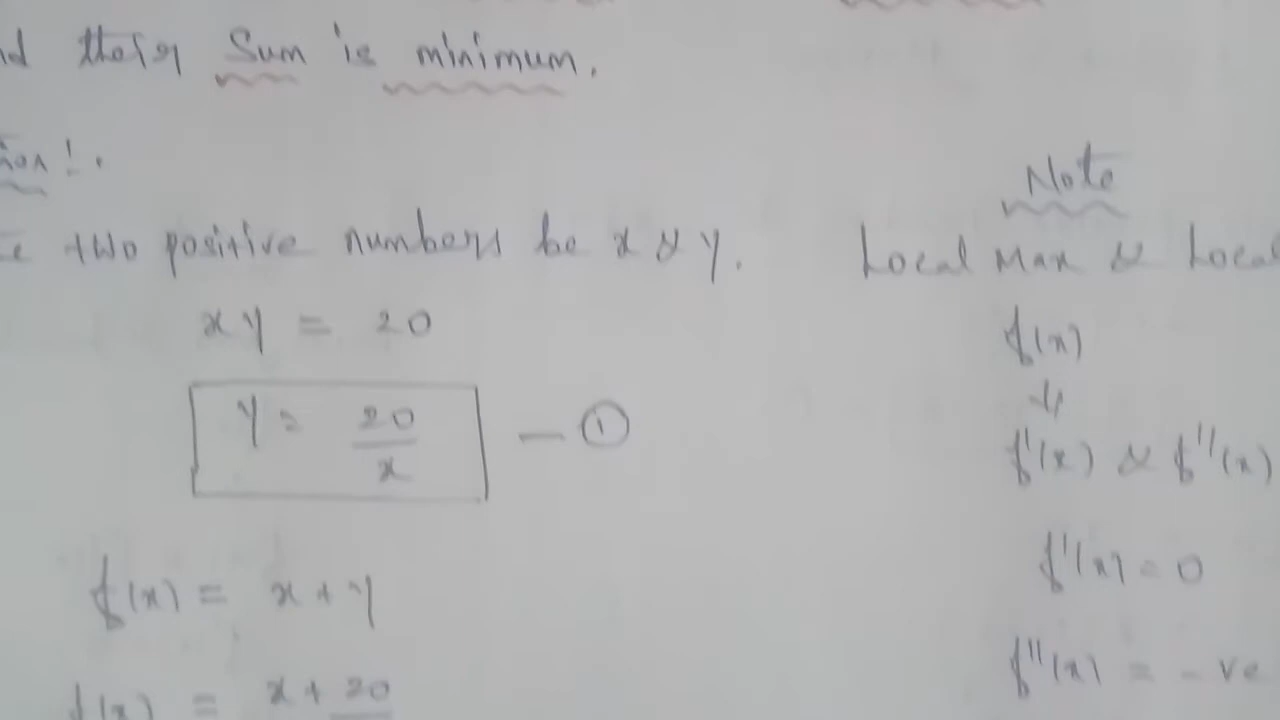 their Sum is minimum.
two positive numbers be x & y.
xy = 20
y = 20/x — ①
f(x) = x + y
f(x) = x + 20
Note
Local Max & Local
f(x)
f'(x) & f''(x)
f'(x) = 0
f''(x) = - ve